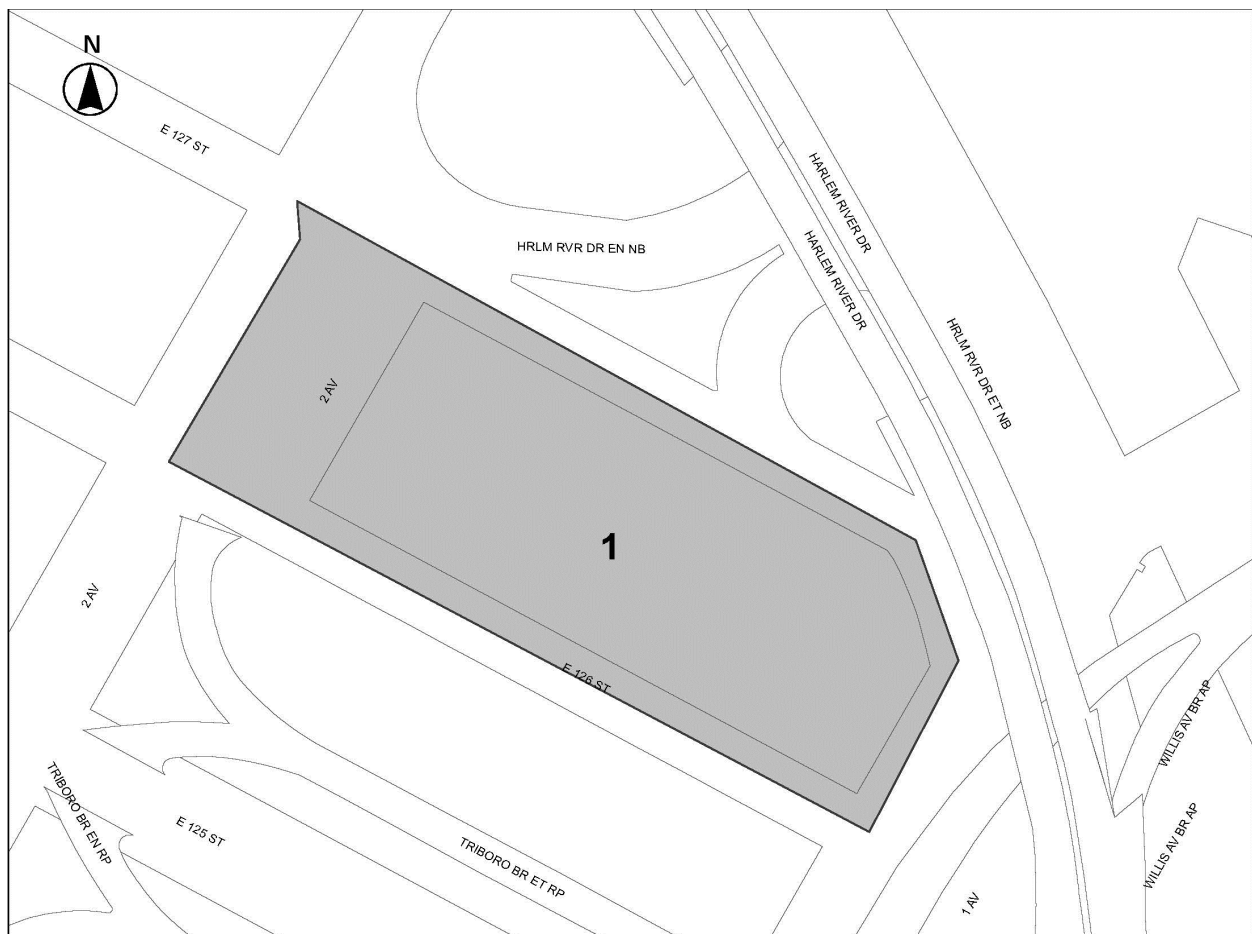 N
E 127 ST
HARLEM RIVER DR
HARLEM RIVER DR
HRLM RVR DR EN NB
HRLM RVR DR ET NB
2 AV
1
2 AV
E 126 ST
WILLIS AV BR AP
TRIBORO BR EN RP
E 125 ST
TRIBORO BR ET RP
WILLIS AV BR AP
1 AV